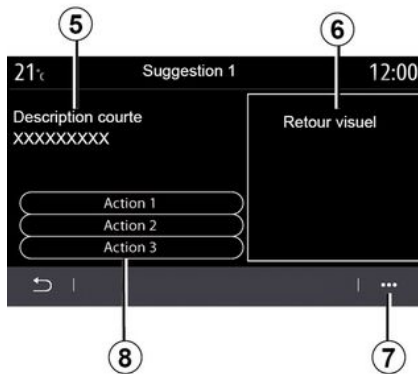 5
6
21°c Suggestion 1 12:00
Description courte
XXXXXXXXX
Retour visuel
Action 1
Action 2
Action 3
•••
8
7